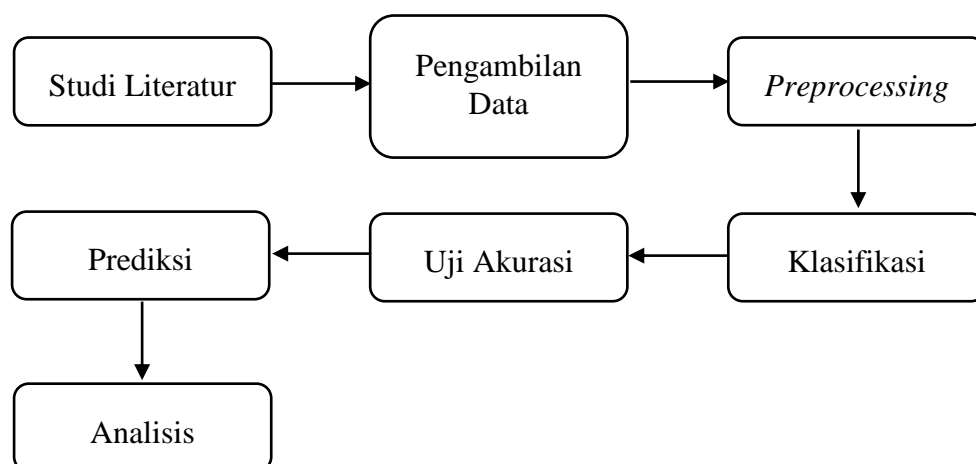 Studi Literatur
Pengambilan
Data
Preprocessing
Klasifikasi
Uji Akurasi
Prediksi
Analisis